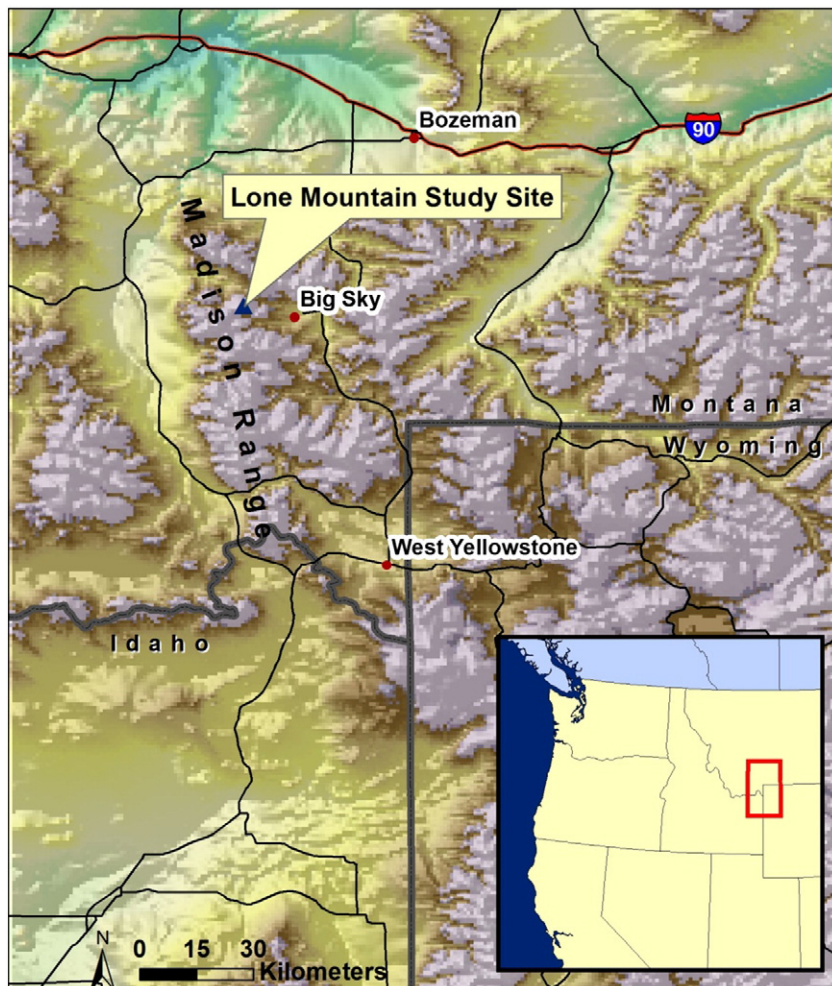 Bozeman
90
Lone Mountain Study Site
Madison Range
Big Sky
Montana
Wyoming
West Yellowstone
Idaho
N
0 15 30
Kilometers